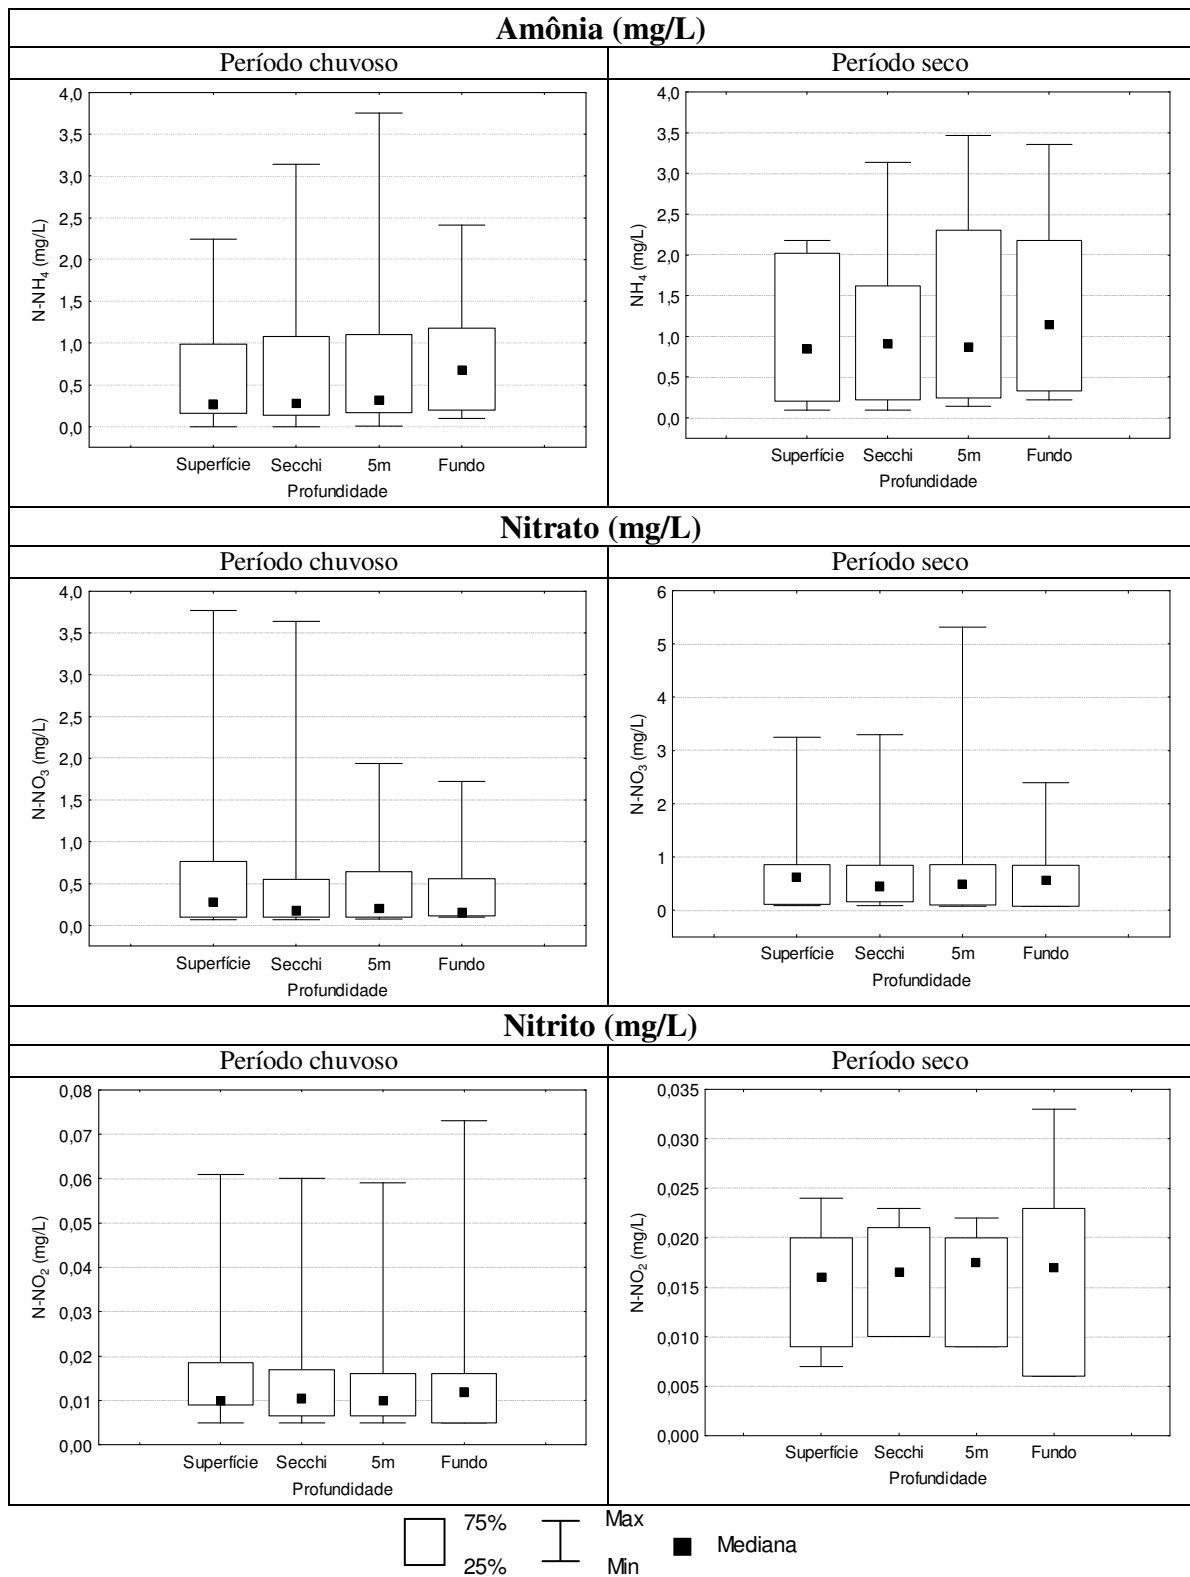 Amônia (mg/L)
Período chuvoso
Período seco
4,0
3,5
3,0
2,5
2,0
1,5
1,0
0,5
0,0
N-NH₄ (mg/L)
Superfície Secchi 5m Fundo
Profundidade
4,0
3,5
3,0
2,5
2,0
1,5
1,0
0,5
0,0
NH₄ (mg/L)
Superfície Secchi 5m Fundo
Profundidade
Nitrato (mg/L)
Período chuvoso
Período seco
4,0
3,5
3,0
2,5
2,0
1,5
1,0
0,5
0,0
N-NO₃ (mg/L)
Superfície Secchi 5m Fundo
Profundidade
6
5
4
3
2
1
0
N-NO₃ (mg/L)
Superfície Secchi 5m Fundo
Profundidade
Nitrito (mg/L)
Período chuvoso
Período seco
0,08
0,07
0,06
0,05
0,04
0,03
0,02
0,01
0,00
N-NO₂ (mg/L)
Superfície Secchi 5m Fundo
Profundidade
0,035
0,030
0,025
0,020
0,015
0,010
0,005
0,000
N-NO₂ (mg/L)
Superfície Secchi 5m Fundo
Profundidade
75%
25%
Max
Min
Mediana